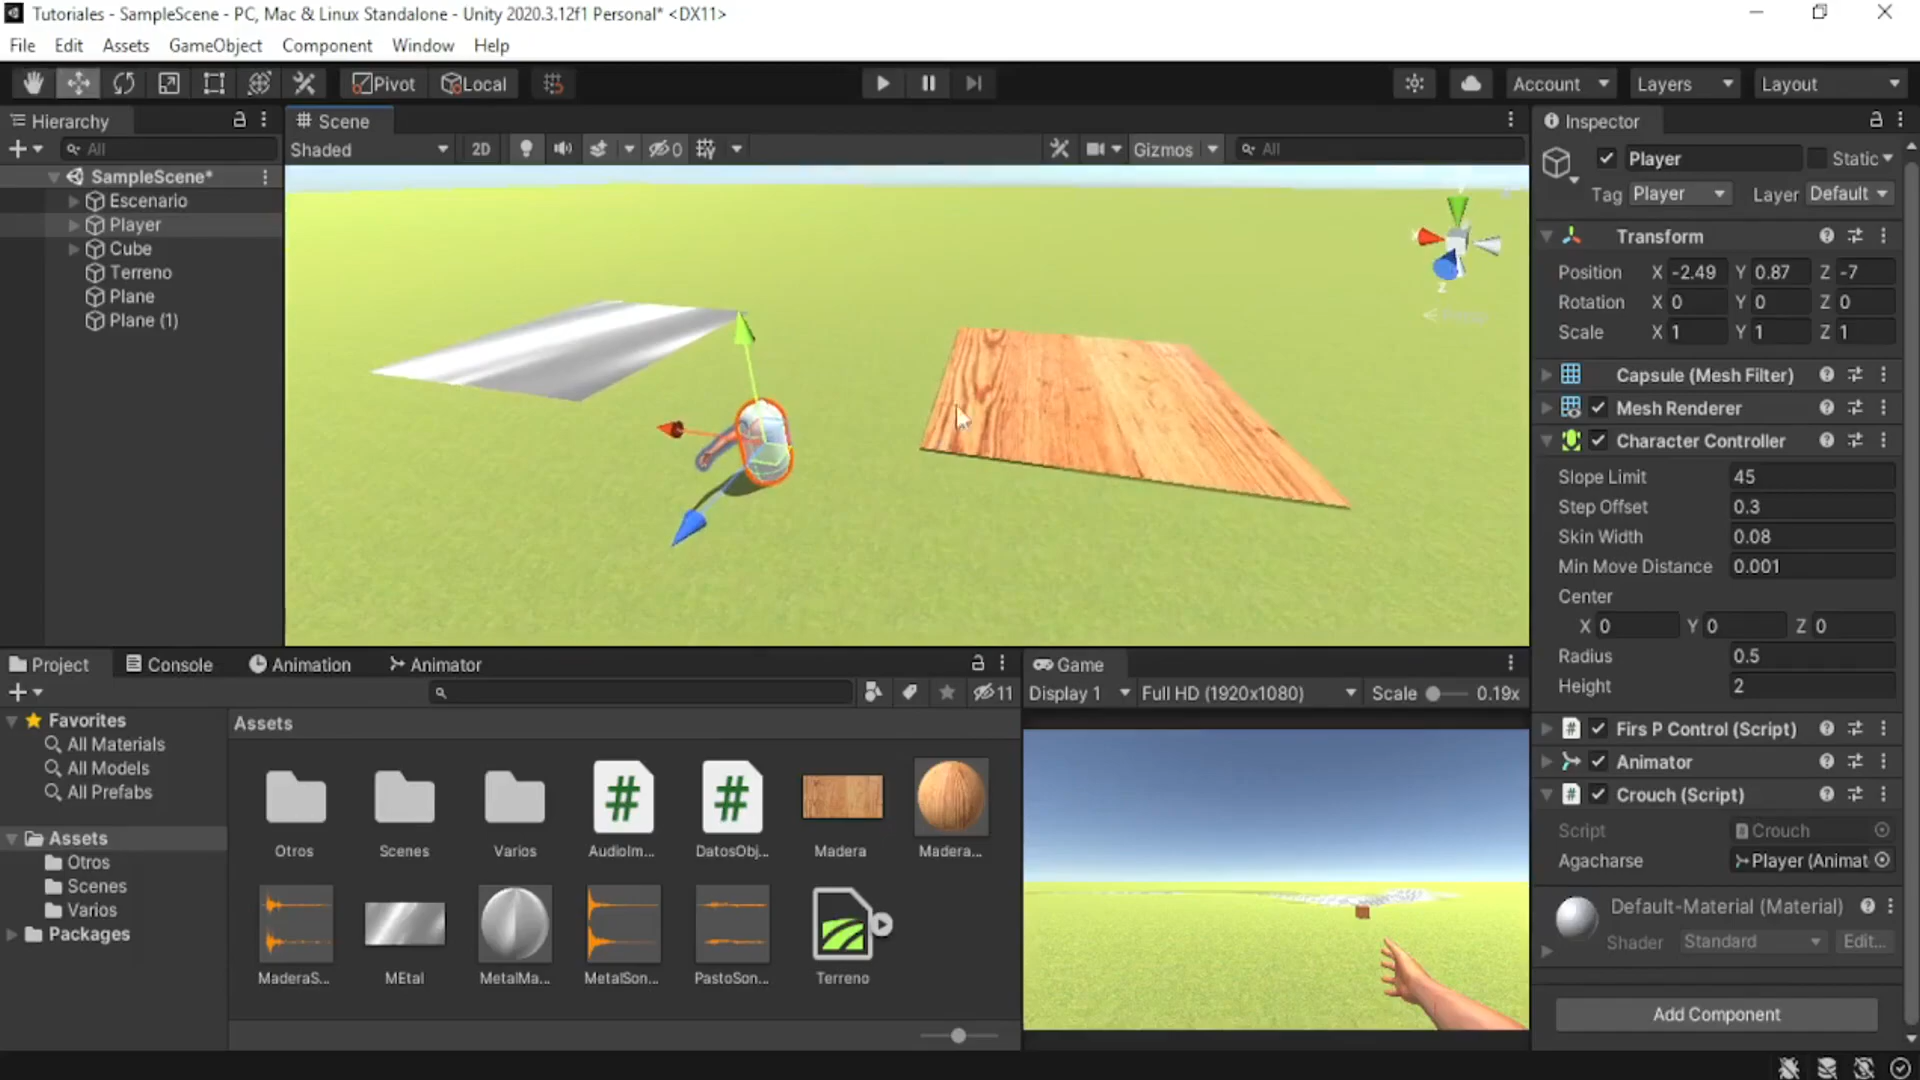 Tutoriales - SampleScene - PC, Mac & Linux Standalone - Unity 2020.3.12f1 Personal* <DX11>
File Edit Assets GameObject Component Window Help
Pivot Local Account Layers Layout
Hierarchy
All
SampleScene*
Escenario
Player
Cube
Terreno
Plane
Plane (1)
Scene
Shaded 2D 0 Gizmos All
X
Z
Inspector
Player Static
Tag Player Layer Default
Transform
Position X -2.49 Y 0.87 Z -7
Rotation X 0 Y 0 Z 0
Scale X 1 Y 1 Z 1
Capsule (Mesh Filter)
Mesh Renderer
Character Controller
Slope Limit 45
Step Offset 0.3
Skin Width 0.08
Min Move Distance 0.001
Center
X 0 Y 0 Z 0
Radius 0.5
Height 2
# Firs P Control (Script)
Animator
# Crouch (Script)
Script Crouch
Agacharse Player (Animat
Default-Material (Material)
Shader Standard Edit...
Add Component
Project Console Animation Animator
11
Favorites
All Materials
All Models
All Prefabs
Assets
Otros
Scenes
Varios
Packages
Assets
# #
Otros Scenes Varios AudioIm... DatosObj... Madera Madera...
MaderaS... MEtal MetalMa... MetalSon... PastoSon... Terreno
Game
Display 1 Full HD (1920x1080) Scale 0.19x